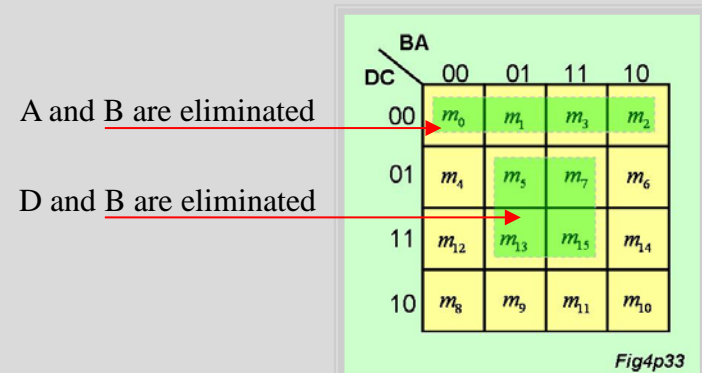 BA
DC 00 01 11 10
A and B are eliminated
00 m₀ m₁ m₃ m₂
D and B are eliminated
01 m₄ m₅ m₇ m₆
11 m₁₂ m₁₃ m₁₅ m₁₄
10 m₈ m₉ m₁₁ m₁₀
Fig4p33